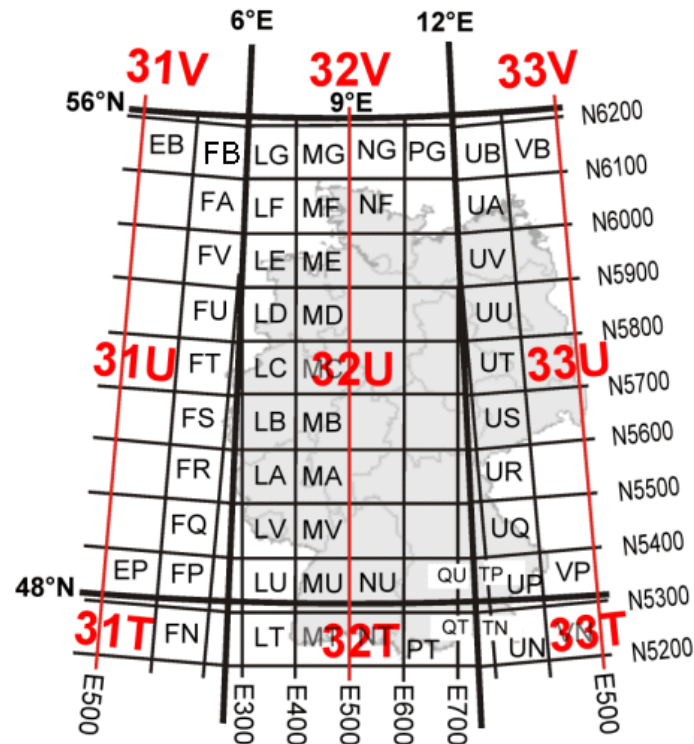 6°E 12°E
31V 32V 33V
56°N 9°E N6200
EB FB LG MG NG PG UB VB
N6100
FA LF MF NF UA
N6000
FV LE ME UV
N5900
FU LD MD UU
N5800
31U FT LC MC 32U UT 33U
N5700
FS LB MB US
N5600
FR LA MA UR
N5500
FQ LV MV UQ
N5400
EP FP LU MU NU QU TP UP VP
48°N N5300
31T FN LT MT 32T NT PT QT TN UN VN 33T
N5200
E500 E300 E400 E500 E600 E700 E500